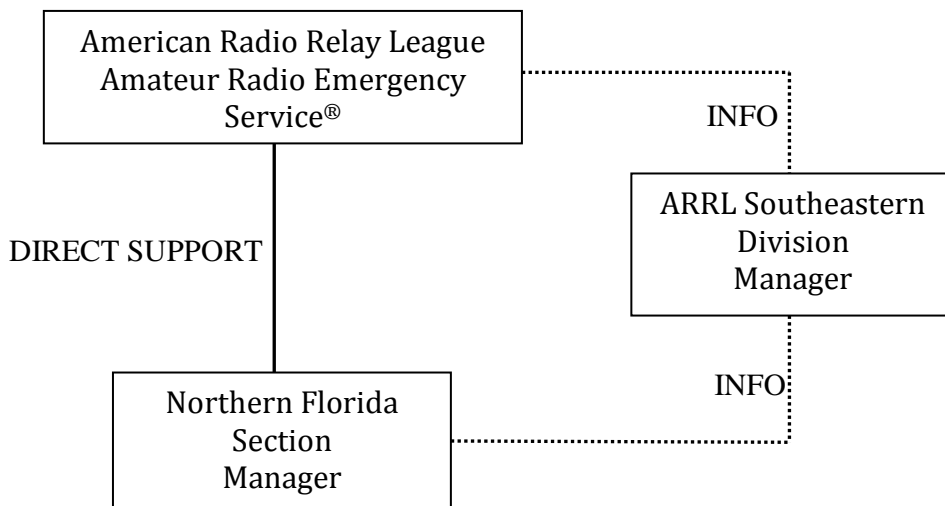 American Radio Relay League
Amateur Radio Emergency
Service®
INFO
ARRL Southeastern
Division
Manager
DIRECT SUPPORT
INFO
Northern Florida
Section
Manager